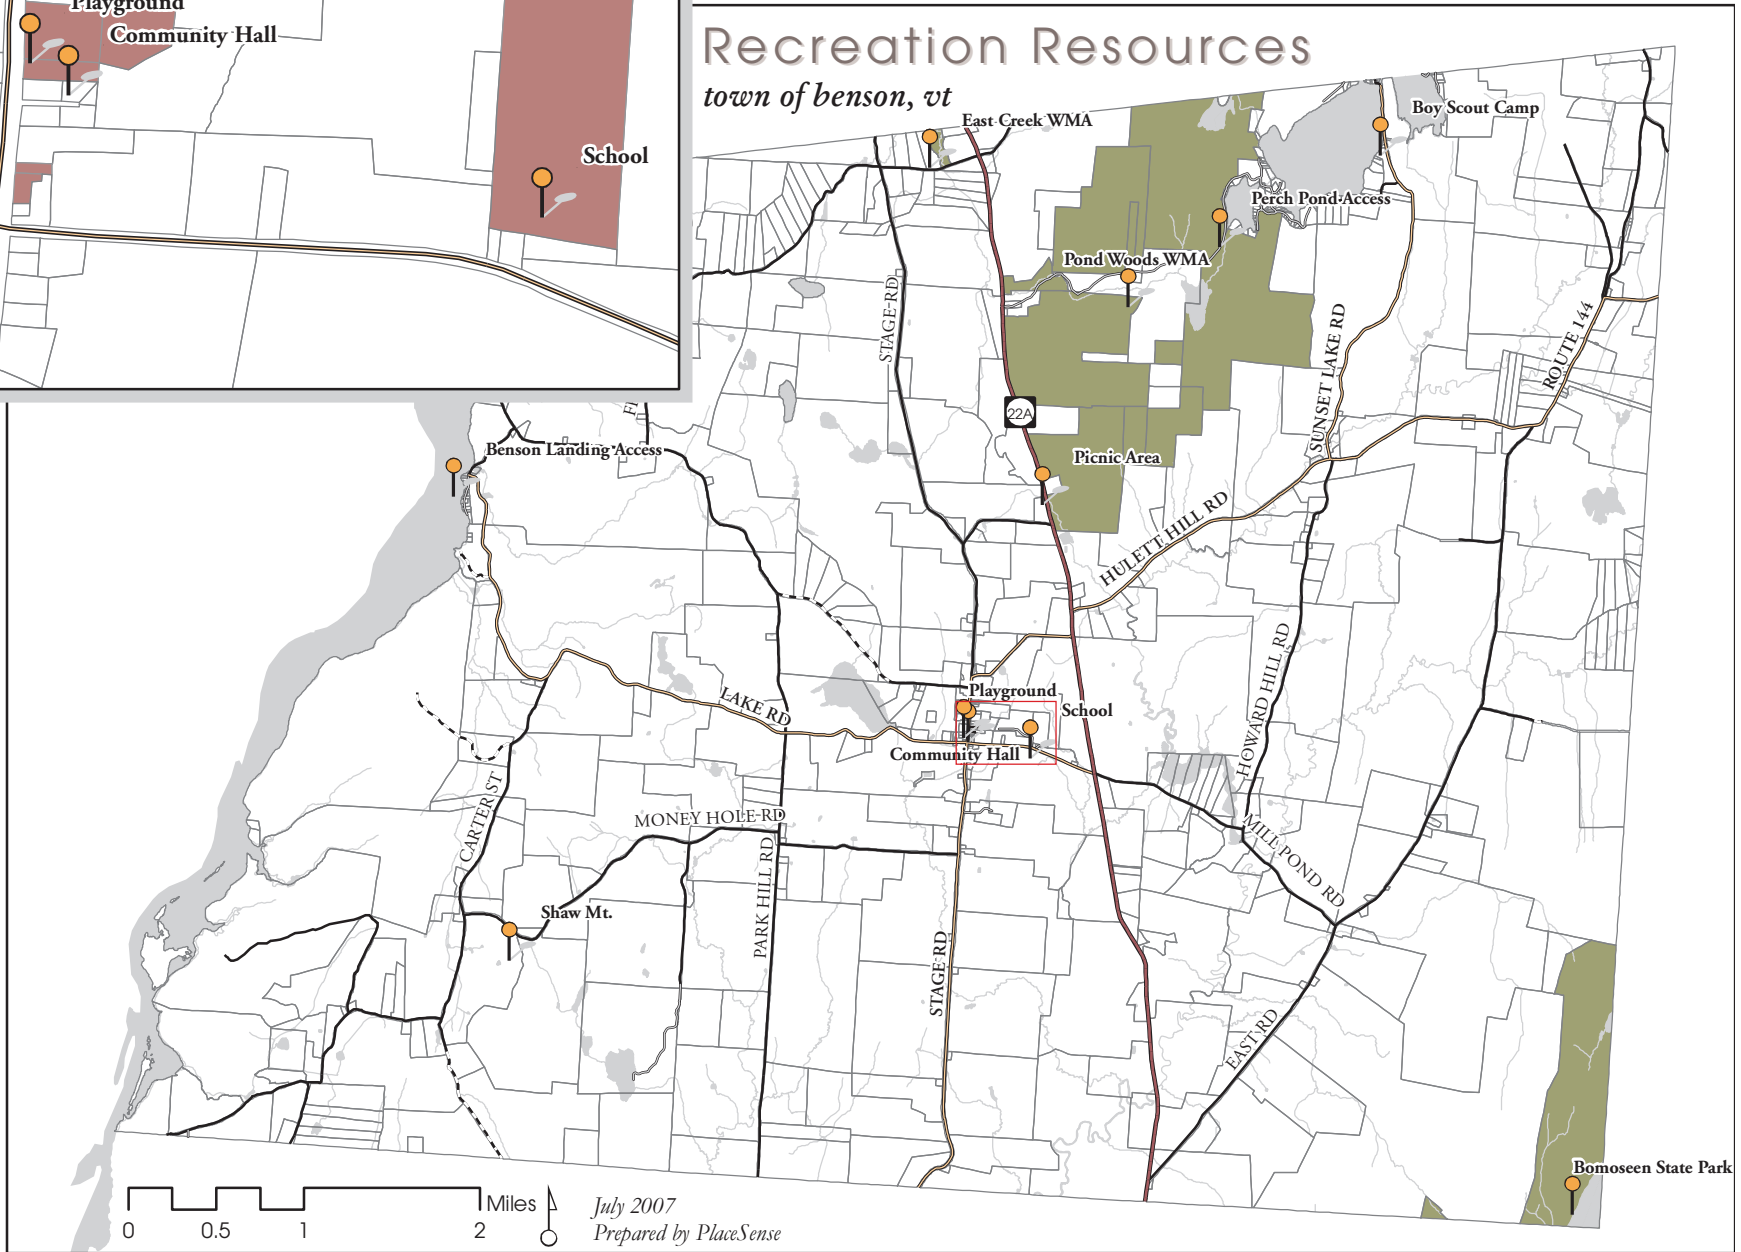 Playground
Community Hall
School
Recreation Resources
town of benson, vt
East Creek WMA
Boy Scout Camp
Perch Pond Access
Pond Woods WMA
STAGE RD
SUNSET LAKE RD
ROUTE 144
22A
Picnic Area
Benson Landing Access
HULETT HILL RD
HOWARD HILL RD
LAKE RD
Playground
School
Community Hall
CARTER ST
MONEY HOLE RD
PARK HILL RD
MILL POND RD
Shaw Mt.
STAGE RD
EAST RD
Bomoseen State Park
Miles
0 0.5 1 2
July 2007
Prepared by PlaceSense